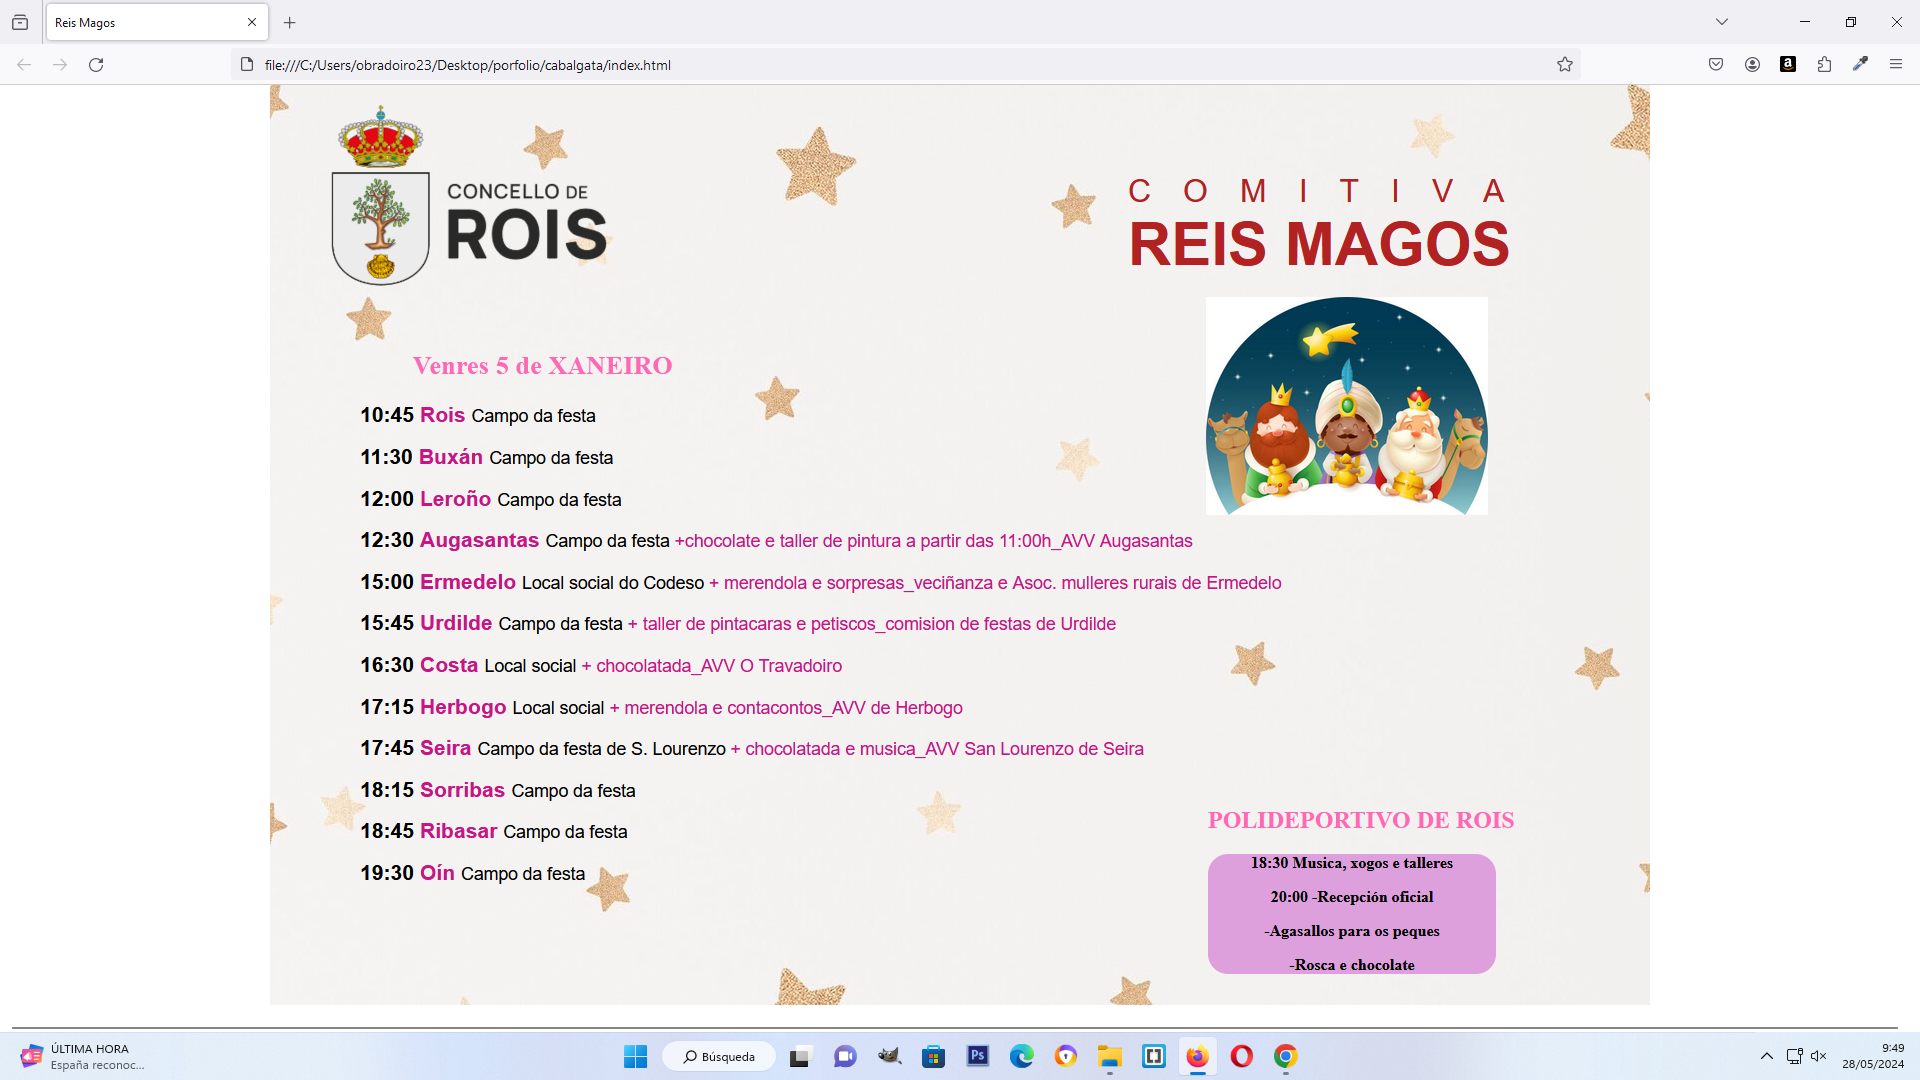 Reis Magos
file:///C:/Users/obradoiro23/Desktop/porfolio/cabalgata/index.html
CONCELLO DE
ROIS
COMITIVA
REIS MAGOS
Venres 5 de XANEIRO
10:45 Rois Campo da festa
11:30 Buxán Campo da festa
12:00 Leroño Campo da festa
12:30 Augasantas Campo da festa +chocolate e taller de pintura a partir das 11:00h_AVV Augasantas
15:00 Ermedelo Local social do Codeso + merendola e sorpresas_veciñanza e Asoc. mulleres rurais de Ermedelo
15:45 Urdilde Campo da festa + taller de pintacaras e petiscos_comision de festas de Urdilde
16:30 Costa Local social + chocolatada_AVV O Travadoiro
17:15 Herbogo Local social + merendola e contacontos_AVV de Herbogo
17:45 Seira Campo da festa de S. Lourenzo + chocolatada e musica_AVV San Lourenzo de Seira
18:15 Sorribas Campo da festa
18:45 Ribasar Campo da festa
19:30 Oín Campo da festa
POLIDEPORTIVO DE ROIS
18:30 Musica, xogos e talleres
20:00 -Recepción oficial
-Agasallos para os peques
-Rosca e chocolate
ÚLTIMA HORA
España reconoc...
Búsqueda
Ps
9:49
28/05/2024